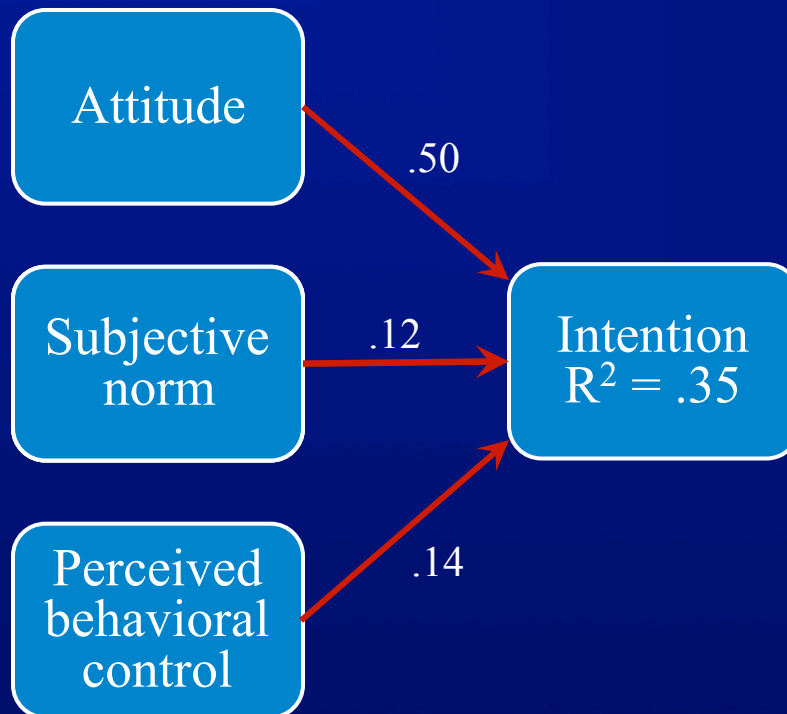 Attitude
.50
Subjective
norm
.12
Intention
R² = .35
Perceived
behavioral
control
.14